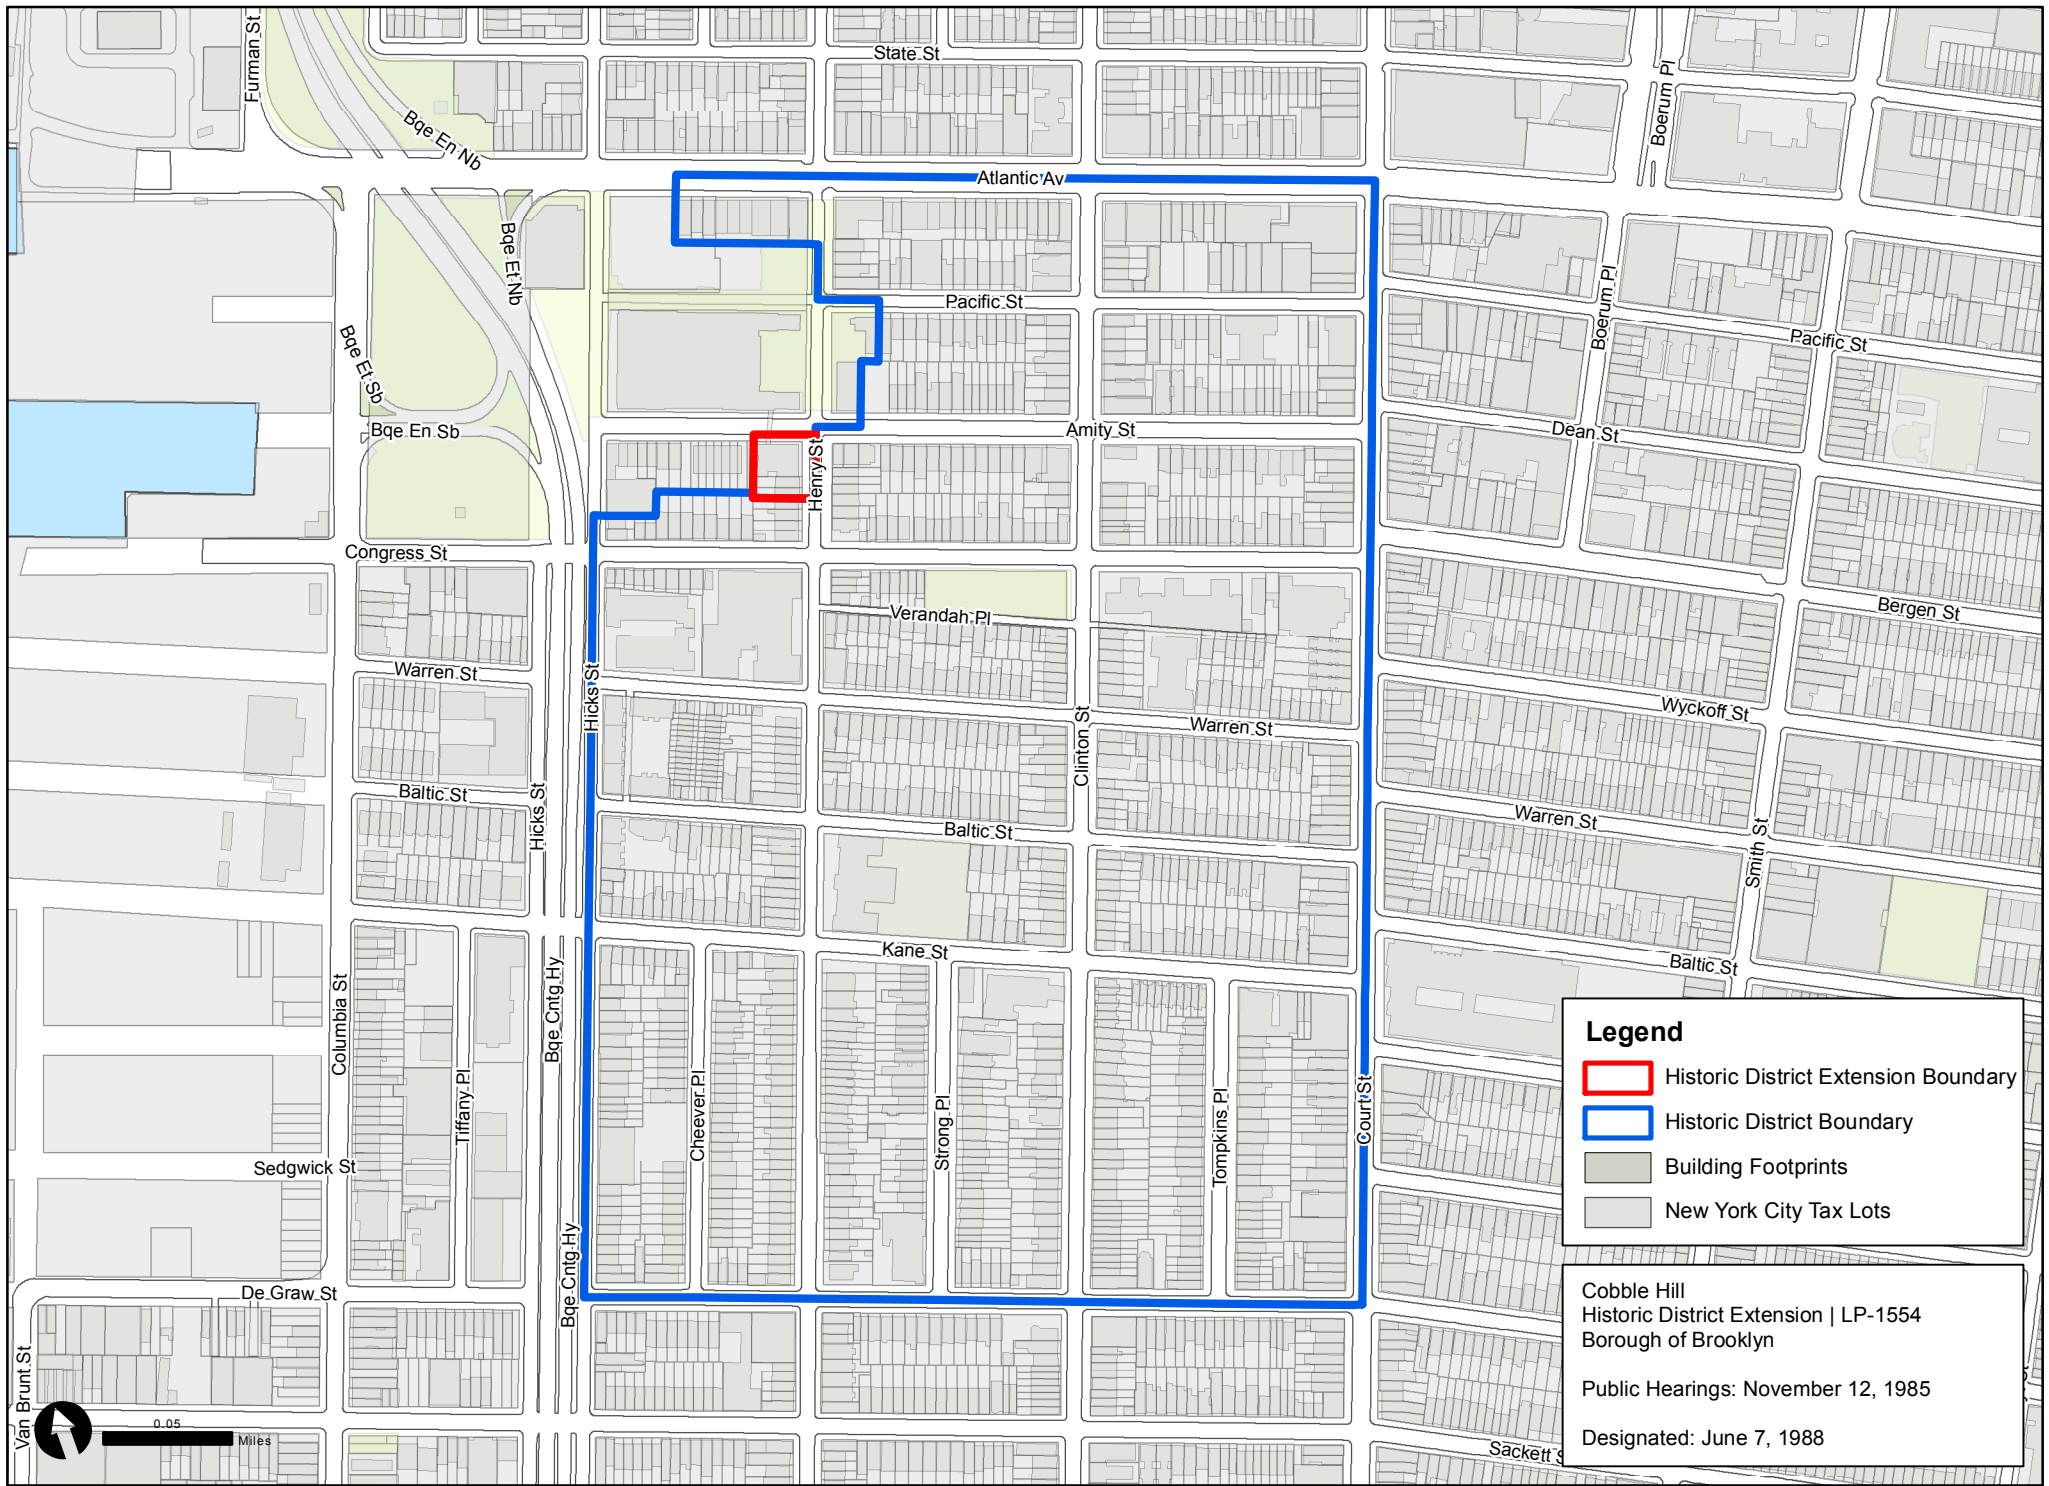 State St
Furman St
Boerum Pl
Bqe En Nb
Atlantic Av
Bqe Et Nb
Pacific St
Boerum Pl
Pacific St
Bqe Et Sb
Bqe En Sb
Amity St
Dean St
Henry St
Congress St
Verandah Pl
Bergen St
Warren St
Hicks St
Clinton St
Warren St
Wyckoff St
Baltic St
Hicks St
Baltic St
Warren St
Smith St
Kane St
Baltic St
Columbia St
Bqe Cntg Hy
Tiffany Pl
Cheever Pl
Strong Pl
Tompkins Pl
Court St
Sedgwick St
Bqe Cntg Hy
De Graw St
Van Brunt St
Sackett S
0.05
Miles
Legend
Historic District Extension Boundary
Historic District Boundary
Building Footprints
New York City Tax Lots
Cobble Hill
Historic District Extension | LP-1554
Borough of Brooklyn
Public Hearings: November 12, 1985
Designated: June 7, 1988